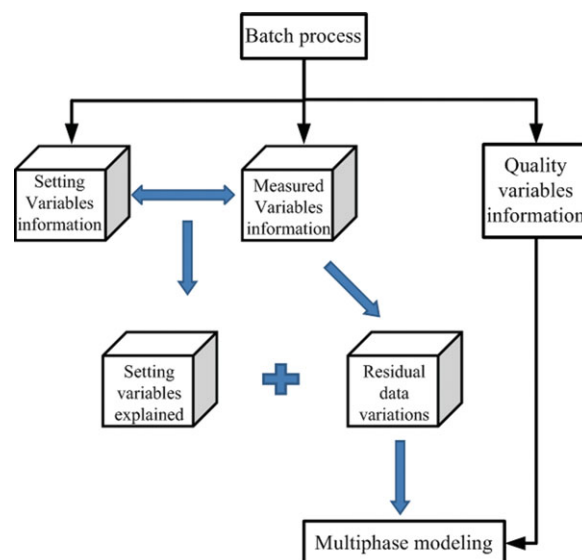 Batch process
Setting
Variables
information
Measured
Variables
information
Quality
variables
information
Setting
variables
explained
Residual
data
variations
Multiphase modeling